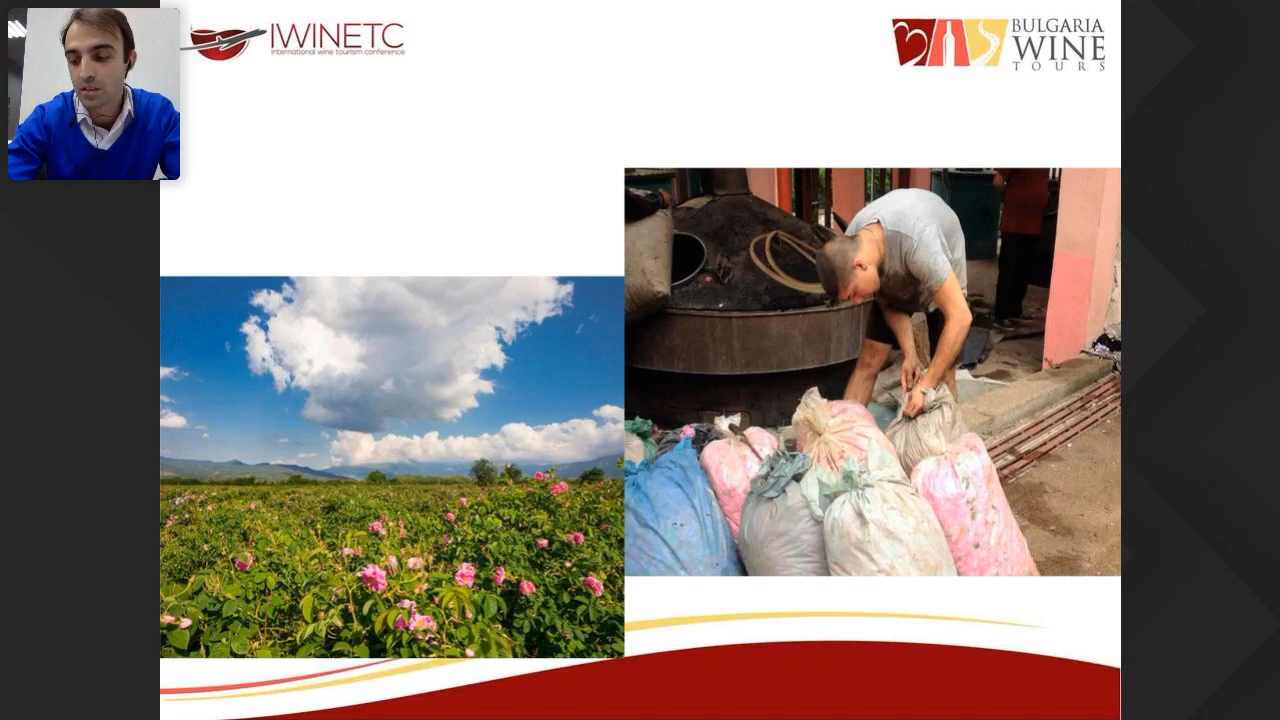 IWINETC
international wine tourism conference
BULGARIA
WINE
TOURS